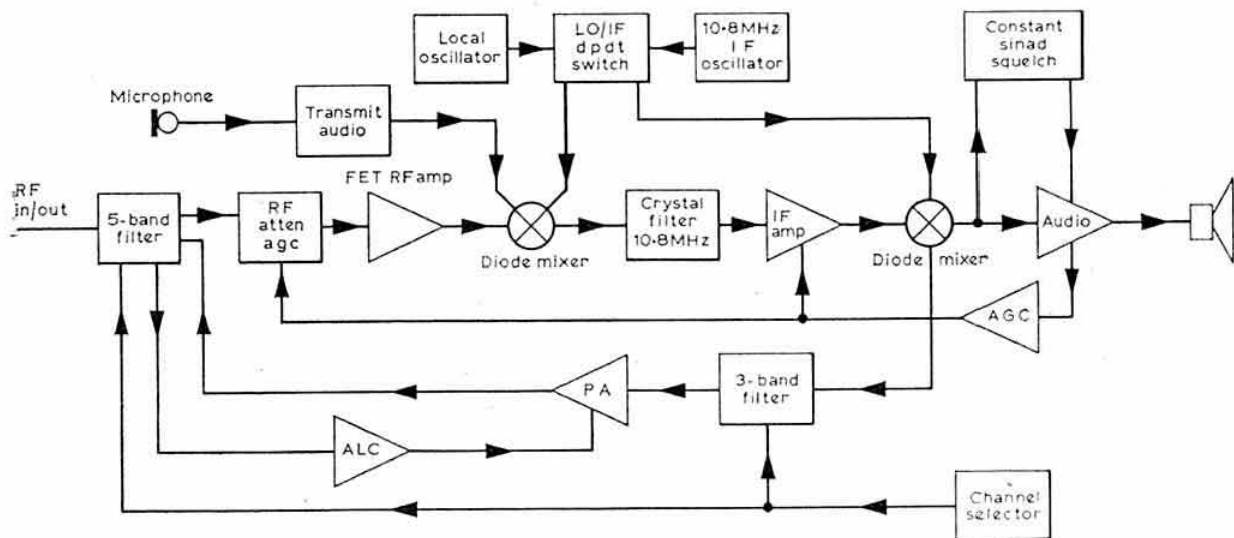 Local
oscillator
LO/IF
dpdt
switch
10·8MHz
IF
oscillator
Constant
sinad
squelch
Microphone
Transmit
audio
FET RF amp
RF
in/out
5-band
filter
RF
atten
agc
Diode mixer
Crystal
filter
10·8MHz
IF
amp
Diode mixer
Audio
AGC
PA
3-band
filter
ALC
Channel
selector